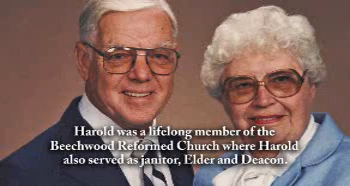 Harold was a lifelong member of the
Beechwood Reformed Church where Harold
also served as janitor, Elder and Deacon.